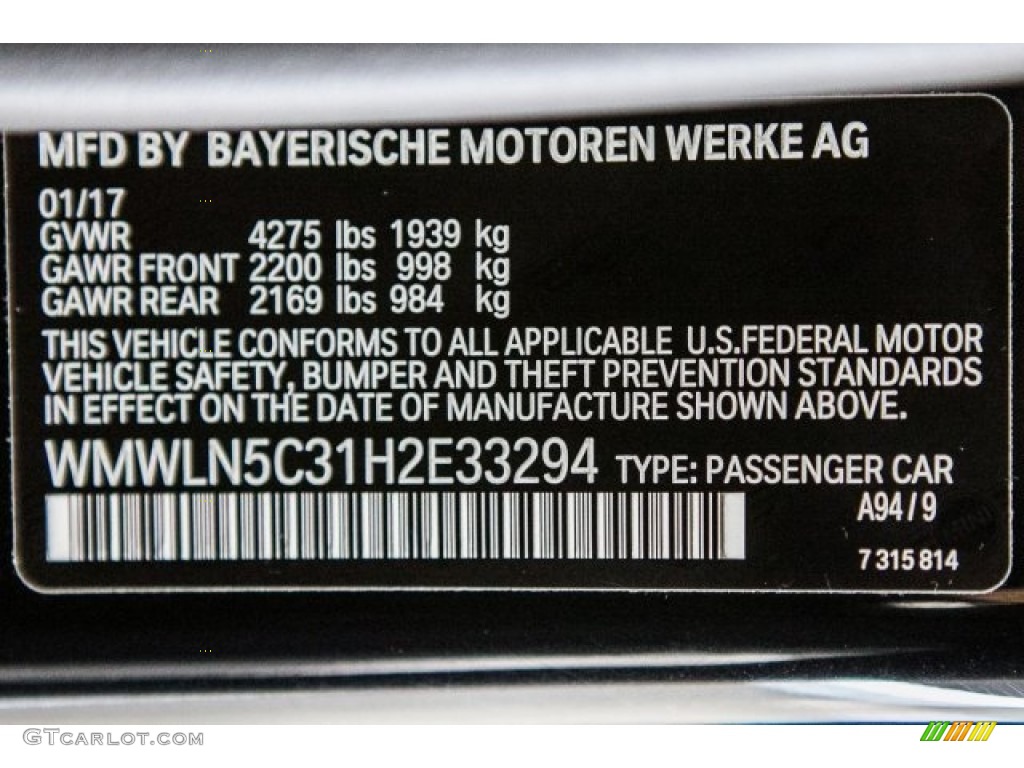 MFD BY BAYERISCHE MOTOREN WERKE AG
01/17
GVWR 4275 lbs 1939 kg
GAWR FRONT 2200 lbs 998 kg
GAWR REAR 2169 lbs 984 kg
THIS VEHICLE CONFORMS TO ALL APPLICABLE U.S.FEDERAL MOTOR
VEHICLE SAFETY, BUMPER AND THEFT PREVENTION STANDARDS
IN EFFECT ON THE DATE OF MANUFACTURE SHOWN ABOVE.
WMWLN5C31H2E33294 TYPE: PASSENGER CAR
A94/9
7315814
GTCarlot.com